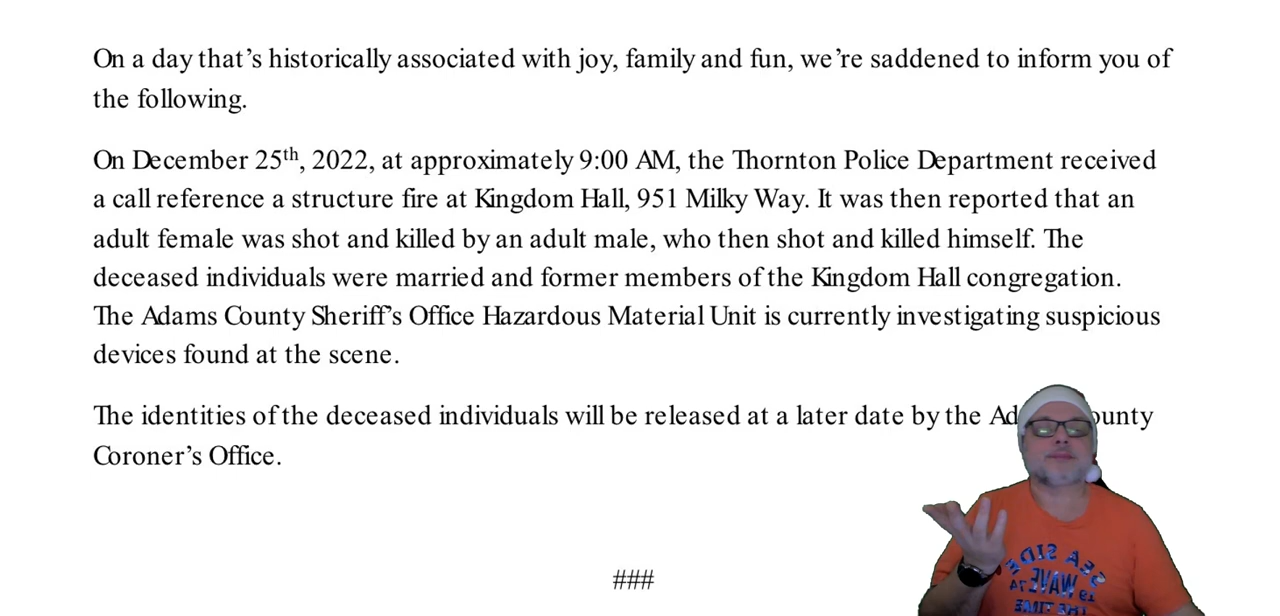 On a day that’s historically associated with joy, family and fun, we’re saddened to inform you of
the following.
On December 25th, 2022, at approximately 9:00 AM, the Thornton Police Department received
a call reference a structure fire at Kingdom Hall, 951 Milky Way. It was then reported that an
adult female was shot and killed by an adult male, who then shot and killed himself. The
deceased individuals were married and former members of the Kingdom Hall congregation.
The Adams County Sheriff’s Office Hazardous Material Unit is currently investigating suspicious
devices found at the scene.
The identities of the deceased individuals will be released at a later date by the Ad ounty
Coroner’s Office.
SEA SIDE
WAVE
THE TIME
###